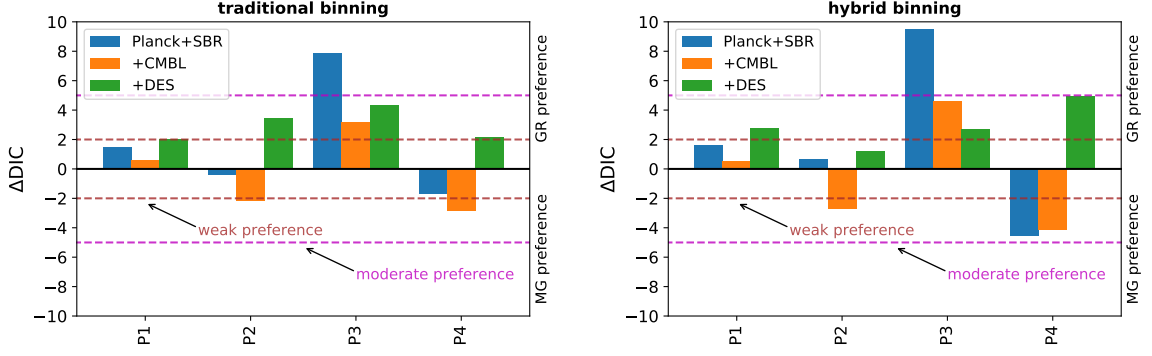 traditional binning
10
8
6
4
2
0
−2
−4
−6
−8
−10
ΔDIC
Planck+SBR
+CMBL
+DES
weak preference
moderate preference
GR preference
MG preference
P1
P2
P3
P4
hybrid binning
10
8
6
4
2
0
−2
−4
−6
−8
−10
ΔDIC
Planck+SBR
+CMBL
+DES
weak preference
moderate preference
GR preference
MG preference
P1
P2
P3
P4